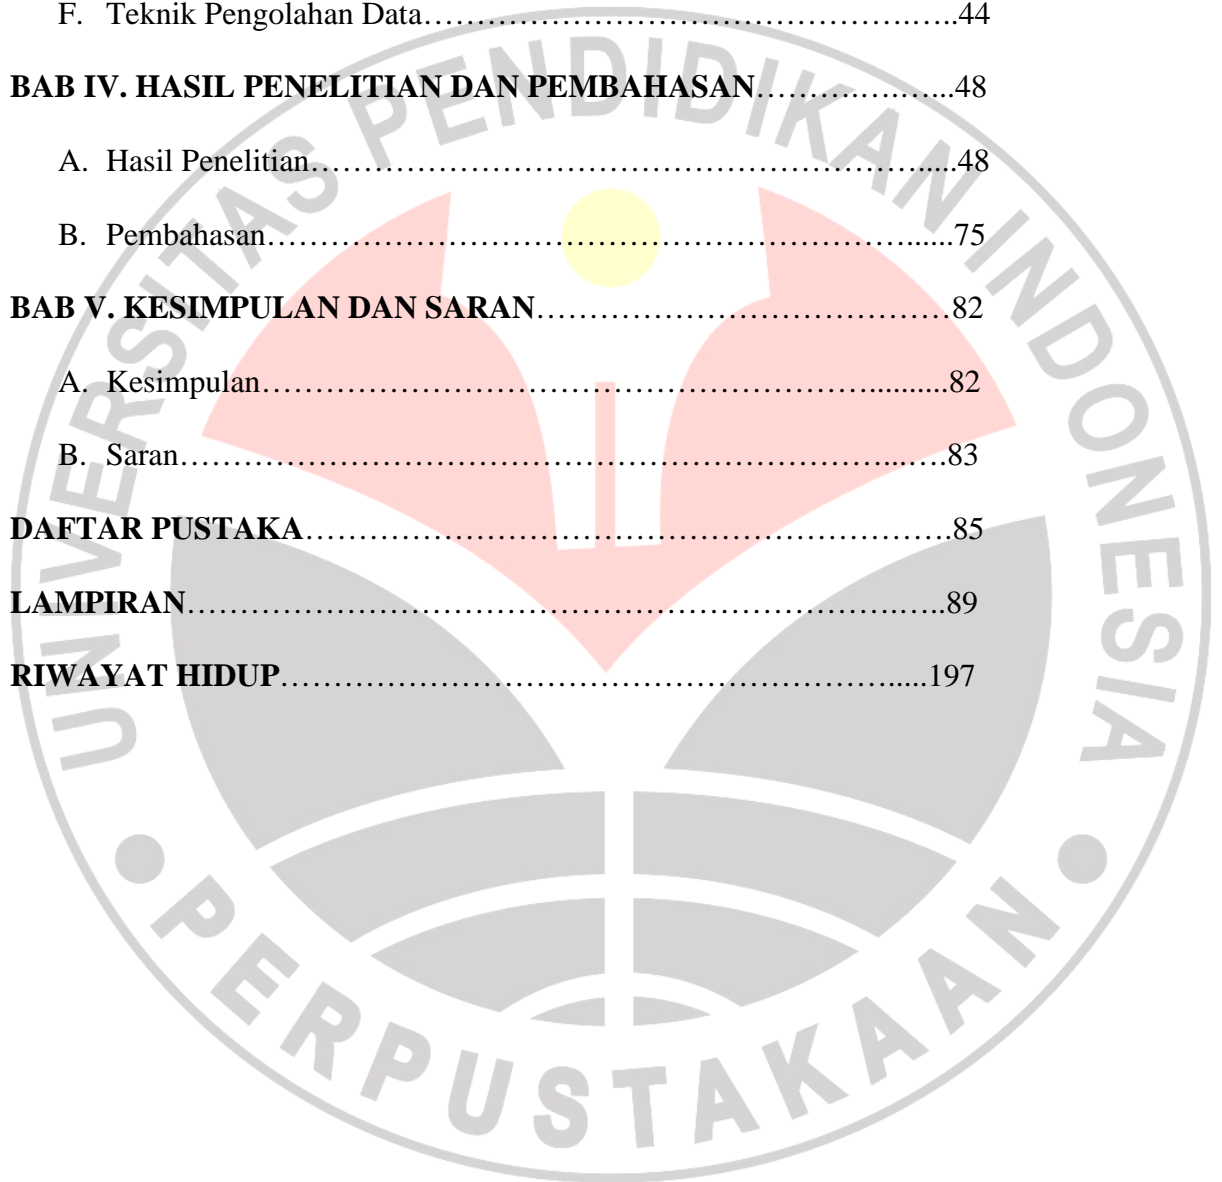 F. Teknik Pengolahan Data……………………………………….…..44
BAB IV. HASIL PENELITIAN DAN PEMBAHASAN………….…...48
A. Hasil Penelitian………………………………………………….....48
B. Pembahasan……………………………………………………......75
BAB V. KESIMPULAN DAN SARAN…………………………………82
A. Kesimpulan…………………………………………………..........82
B. Saran…………………………………………………………..….83
DAFTAR PUSTAKA…………………………………………………….85
LAMPIRAN………………………………………………………….…..89
RIWAYAT HIDUP………………………………………………….....197
UNIVERSITAS PENDIDIKAN INDONESIA
PERPUSTAKAAN